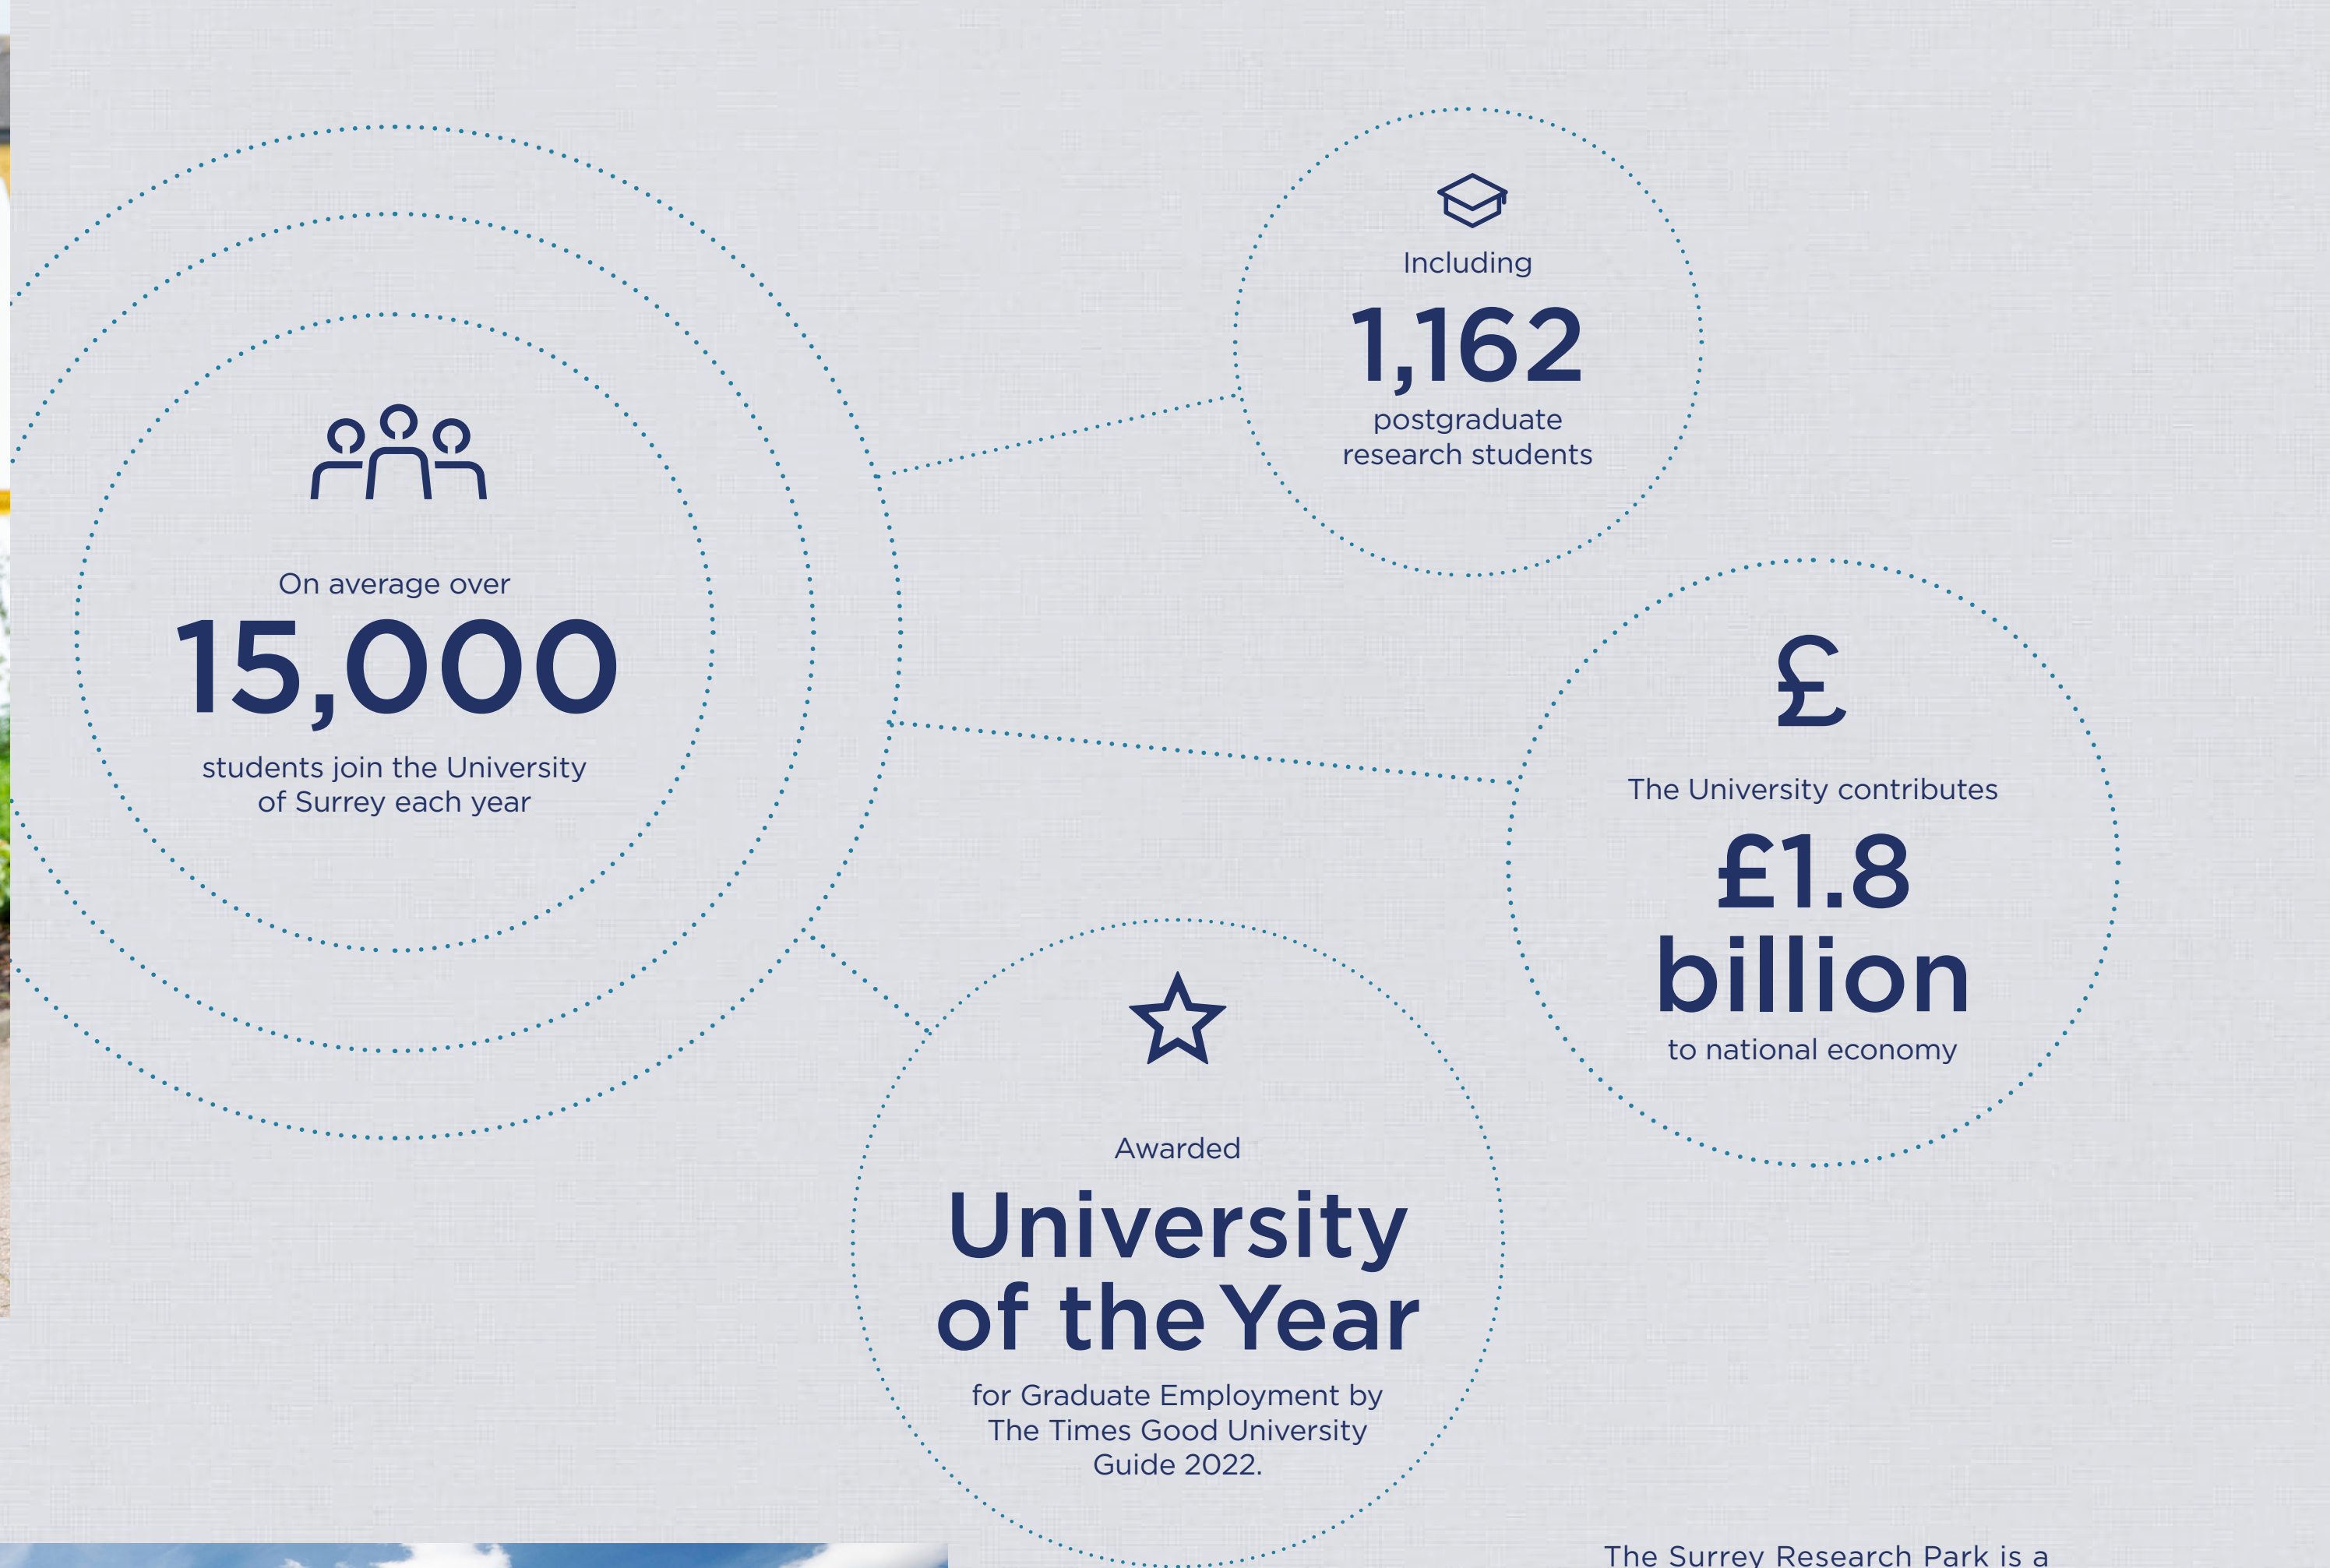 On average over
15,000
students join the University
of Surrey each year
Including
1,162
postgraduate
research students
£
The University contributes
£1.8
billion
to national economy
Awarded
University
of the Year
for Graduate Employment by
The Times Good University
Guide 2022.
The Surrey Research Park is a